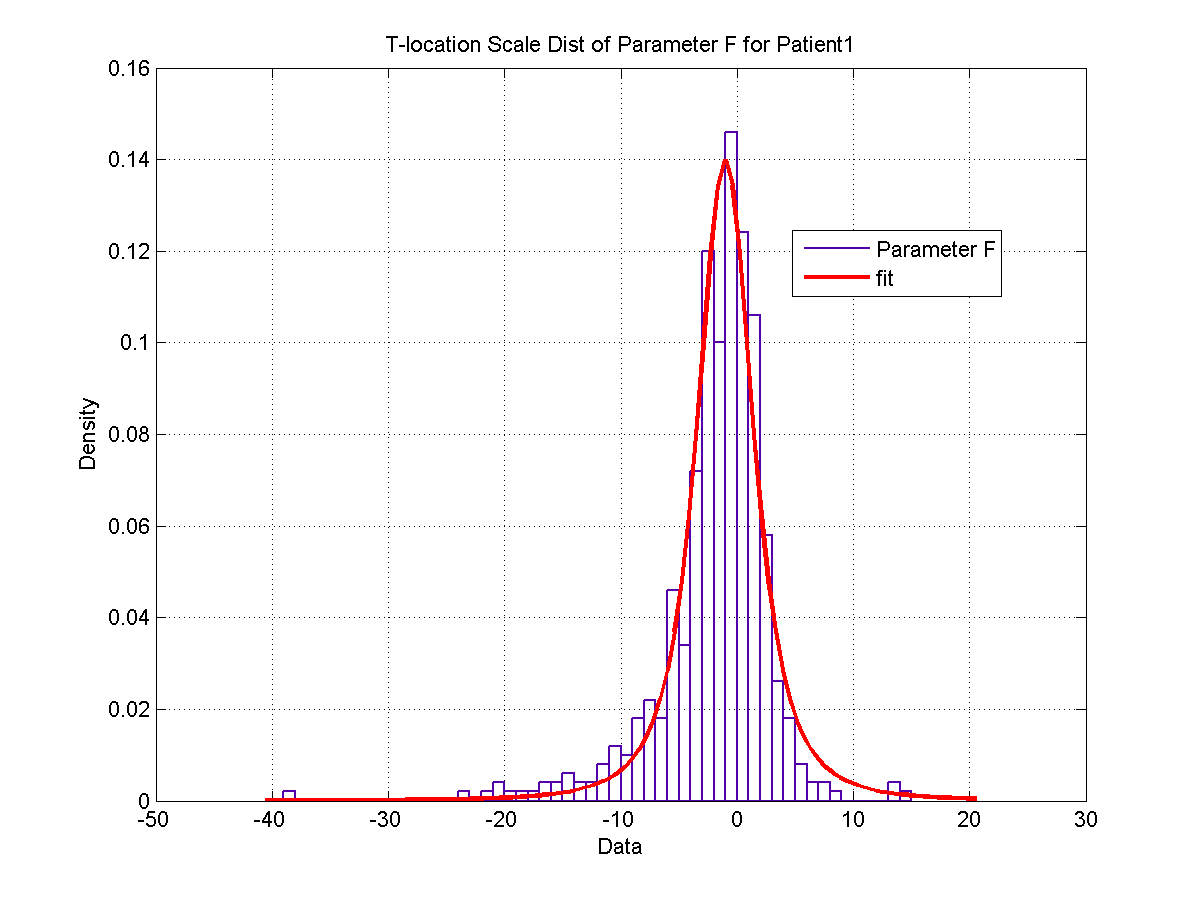 T-location Scale Dist of Parameter F for Patient1
0.16
0.14
0.12
0.1
0.08
0.06
0.04
0.02
0
Density
Parameter F
fit
-50 -40 -30 -20 -10 0 10 20 30
Data